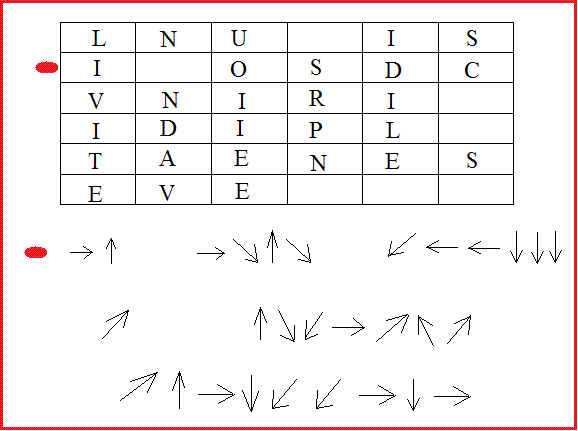 L N U I S
I O S D C
V N I R I
I D I P L
T A E N E S
E V E